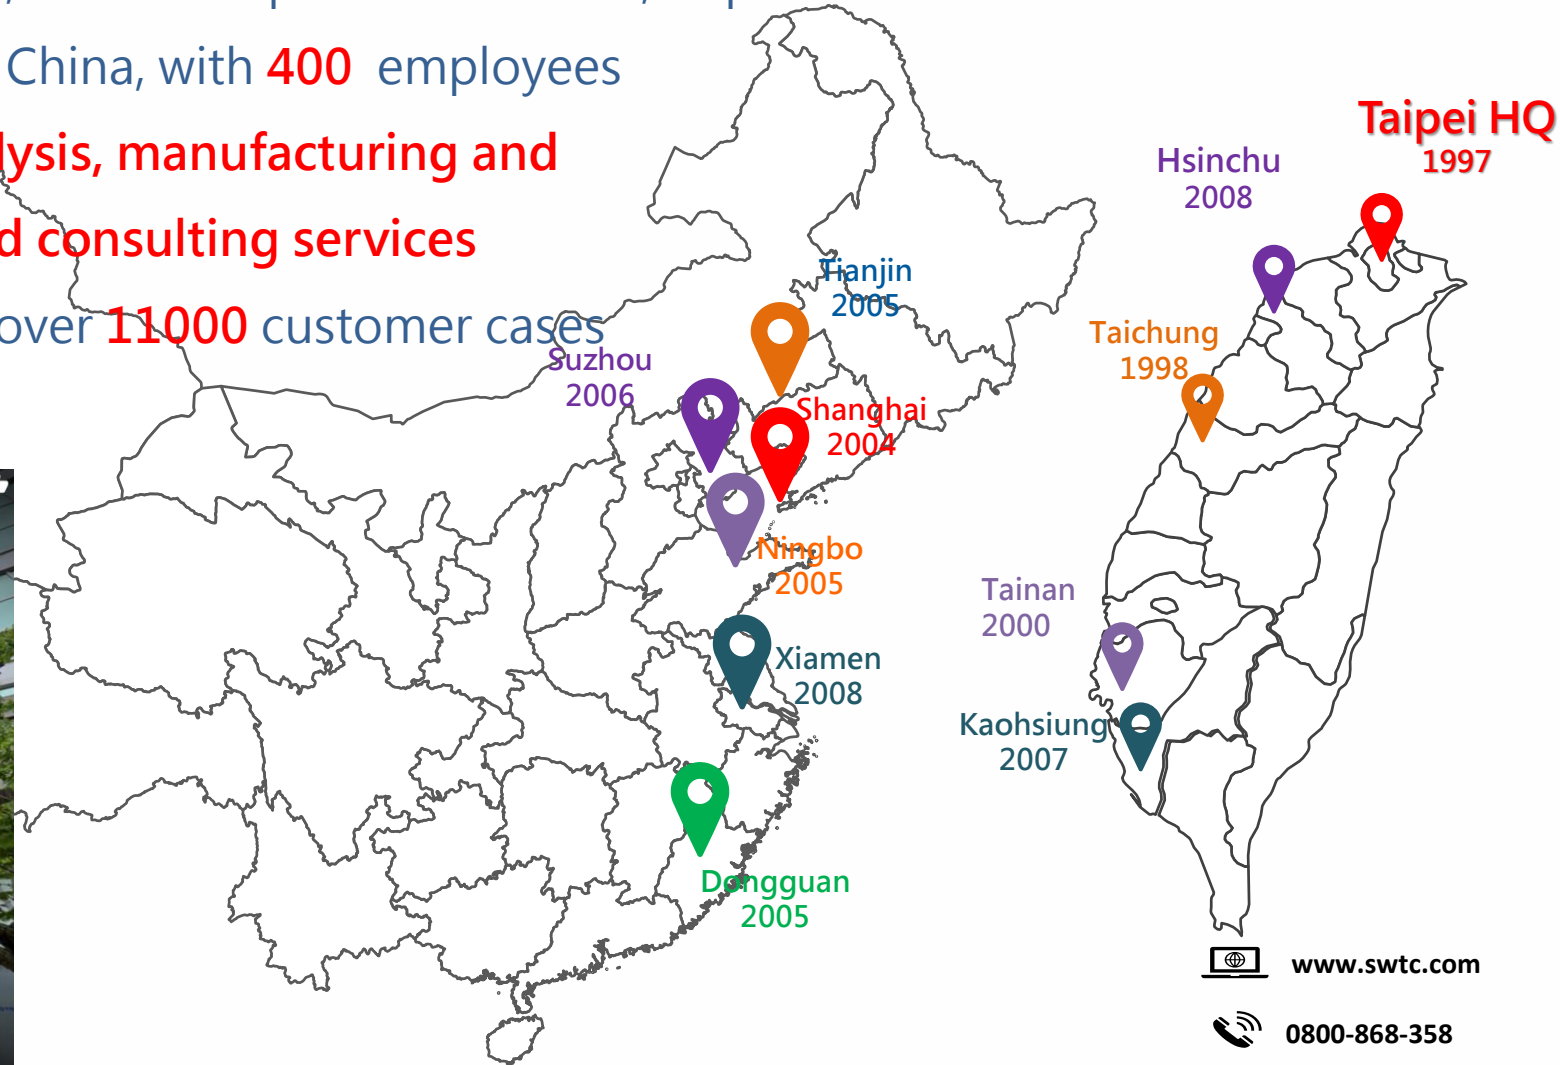 China, with 400 employees
manufacturing and
consulting services
over 11000 customer cases
Taipei HQ
1997
Hsinchu
2008
Tianjin
2005
Taichung
1998
Suzhou
2006
Shanghai
2004
Ningbo
2005
Tainan
2000
Xiamen
2008
Kaohsiung
2007
Dongguan
2005
www.swtc.com
0800-868-358